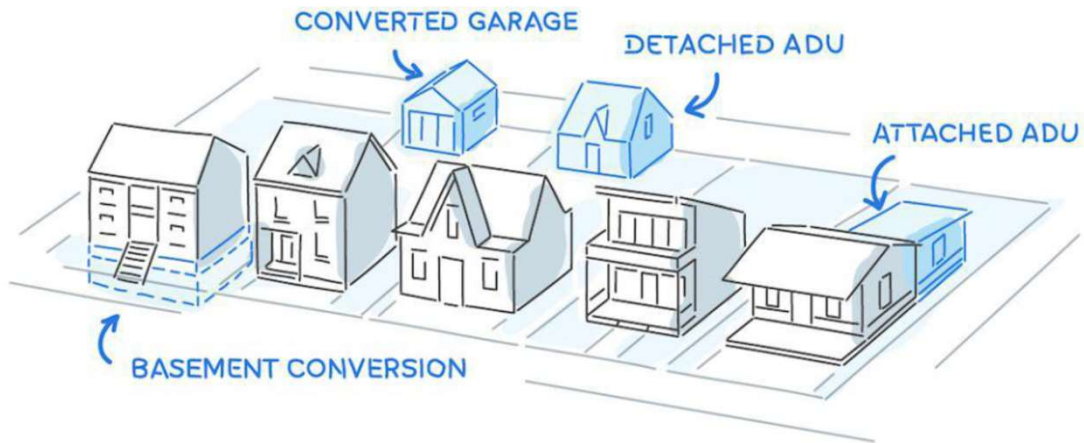 CONVERTED GARAGE
DETACHED ADU
ATTACHED ADU
BASEMENT CONVERSION